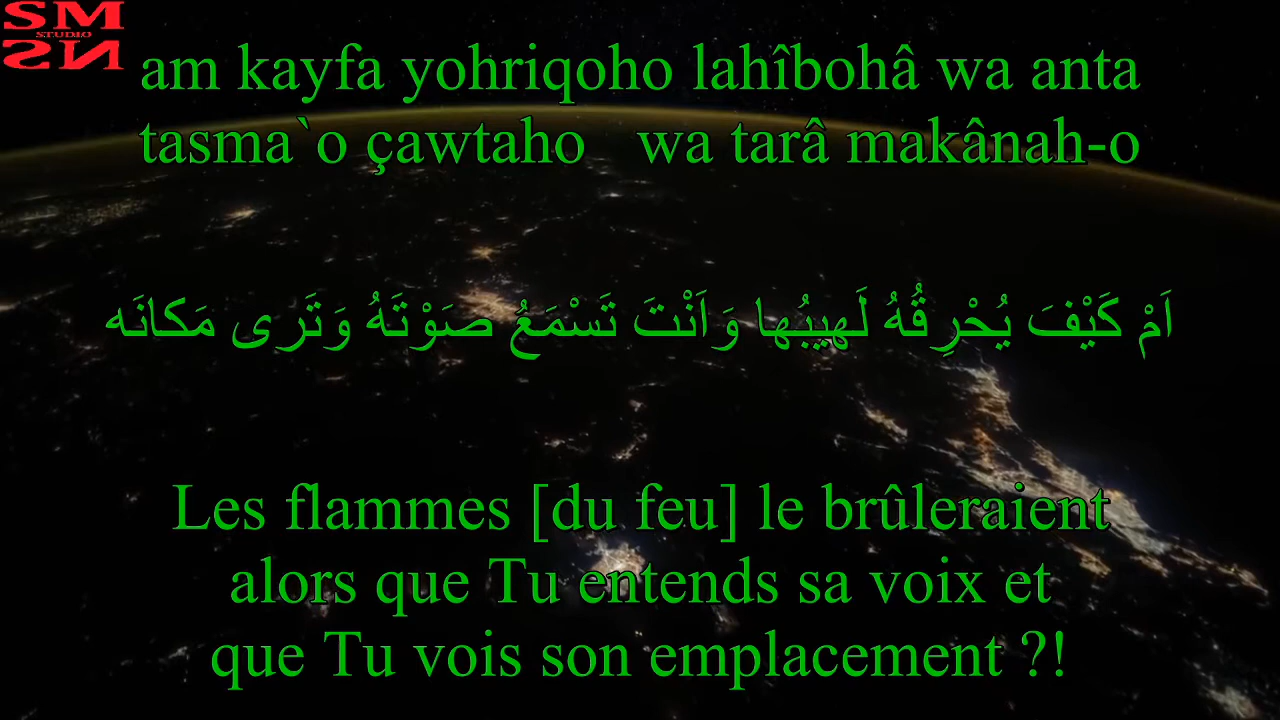 SM
STUDIO
SM
am kayfa yohriqoho lahîbohâ wa anta
tasma`o çawtaho wa tarâ makânah-o
اَمْ كَيْفَ يُحْرِقُهُ لَهيبُها وَاَنْتَ تَسْمَعُ صَوْتَهُ وَتَرى مَكانَه
Les flammes [du feu] le brûleraient
alors que Tu entends sa voix et
que Tu vois son emplacement ?!